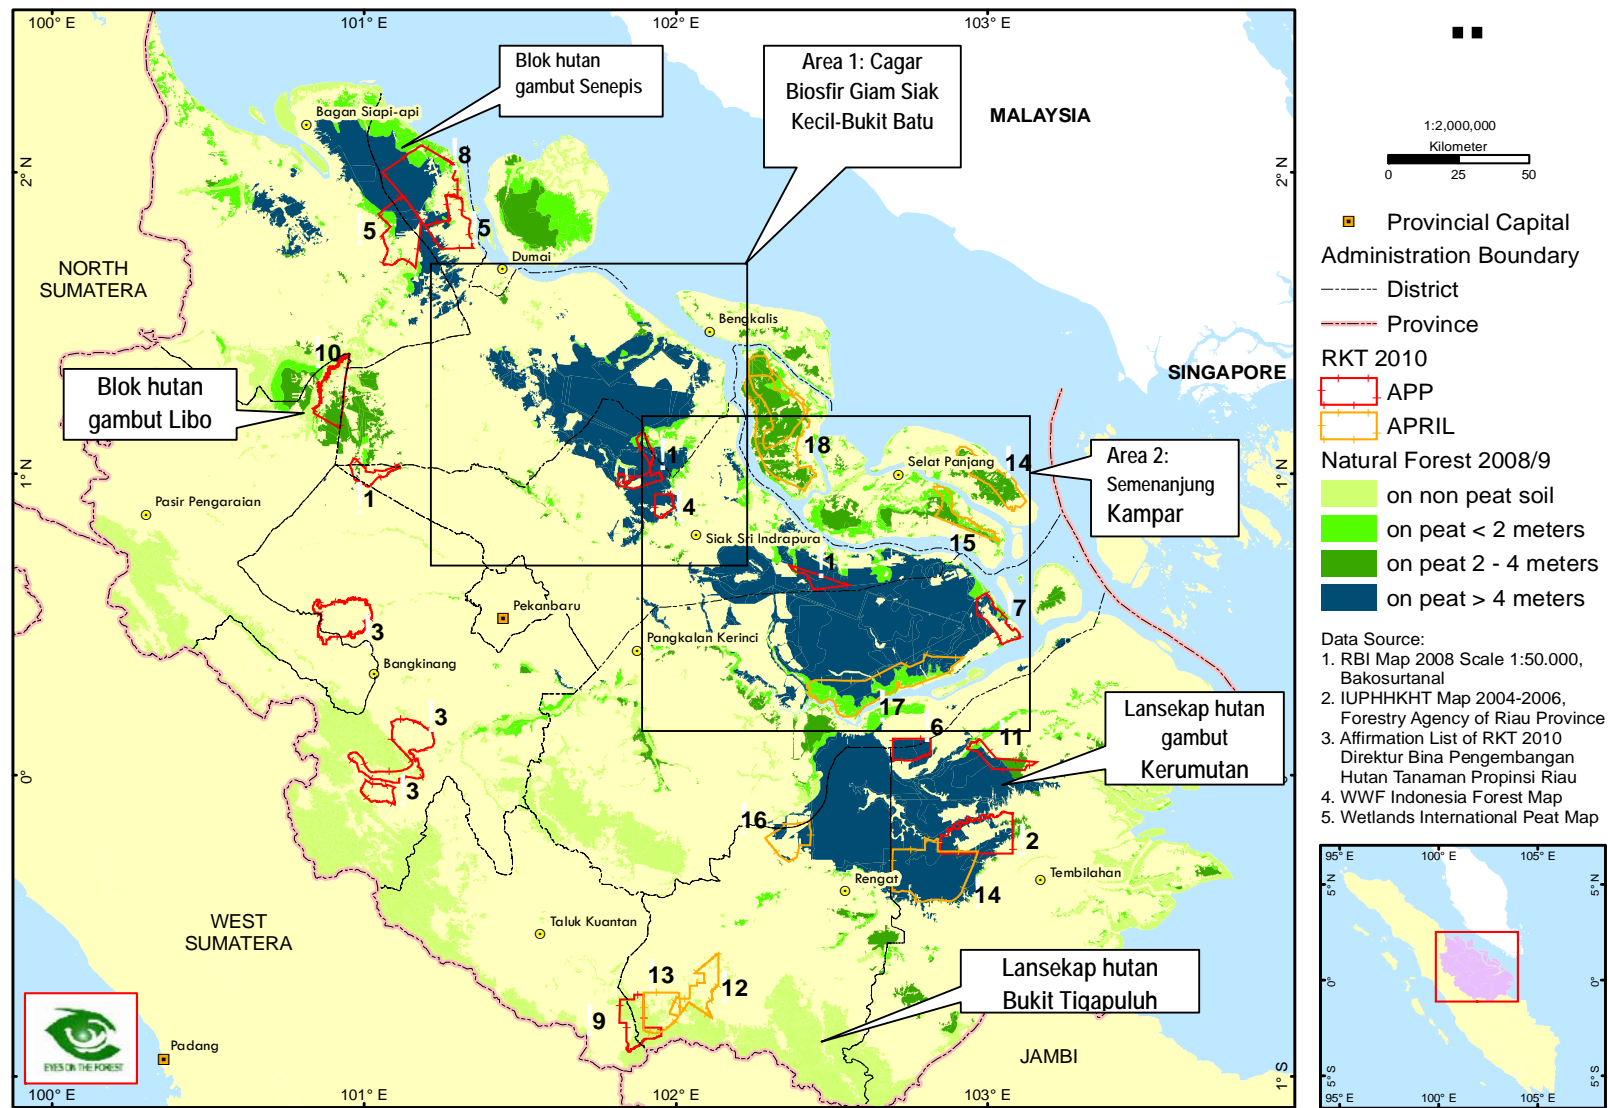 100° E
101° E
102° E
103° E
Blok hutan
gambut Senepis
Area 1: Cagar
Biosfir Giam Siak
Kecil-Bukit Batu
MALAYSIA
Bagan Siapi-api
8
2° N
2° N
5
5
Dumai
NORTH
SUMATERA
Bengkalis
SINGAPORE
10
Blok hutan
gambut Libo
18
Selat Panjang
14
Area 2:
Semenanjung
Kampar
1° N
1° N
1
1
Pasir Pengaraian
4
Siak Sri Indrapura
15
1
Pekanbaru
7
3
Pangkalan Kerinci
Bangkinang
3
17
6
11
Lansekap hutan
gambut
Kerumutan
0°
0°
3
16
2
Rengat
Tembilahan
14
WEST
SUMATERA
Taluk Kuantan
13
12
Lansekap hutan
Bukit Tigapuluh
9
EYES ON THE FOREST
Padang
JAMBI
1° S
100° E
101° E
102° E
103° E
1:2,000,000
Kilometer
0 25 50
Provincial Capital
Administration Boundary
District
Province
RKT 2010
APP
APRIL
Natural Forest 2008/9
on non peat soil
on peat < 2 meters
on peat 2 - 4 meters
on peat > 4 meters
Data Source:
1. RBI Map 2008 Scale 1:50.000,
Bakosurtanal
2. IUPHHKHT Map 2004-2006,
Forestry Agency of Riau Province
3. Affirmation List of RKT 2010
Direktur Bina Pengembangan
Hutan Tanaman Propinsi Riau
4. WWF Indonesia Forest Map
5. Wetlands International Peat Map
95° E
100° E
105° E
5° N
5° N
0°
0°
5° S
5° S
95° E
100° E
105° E